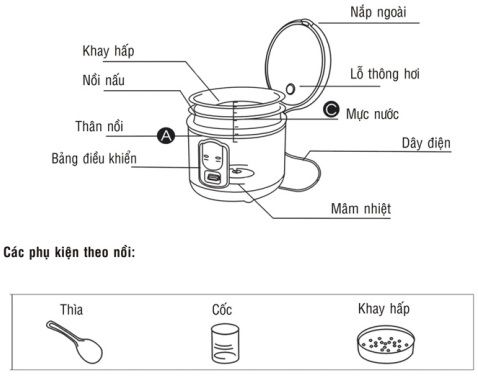 Nắp ngoài
Khay hấp
Lỗ thông hơi
Nồi nấu
C
Mực nước
Thân nồi
A
Dây điện
Bảng điều khiển
Mâm nhiệt
Các phụ kiện theo nồi:
Thìa
Cốc
Khay hấp